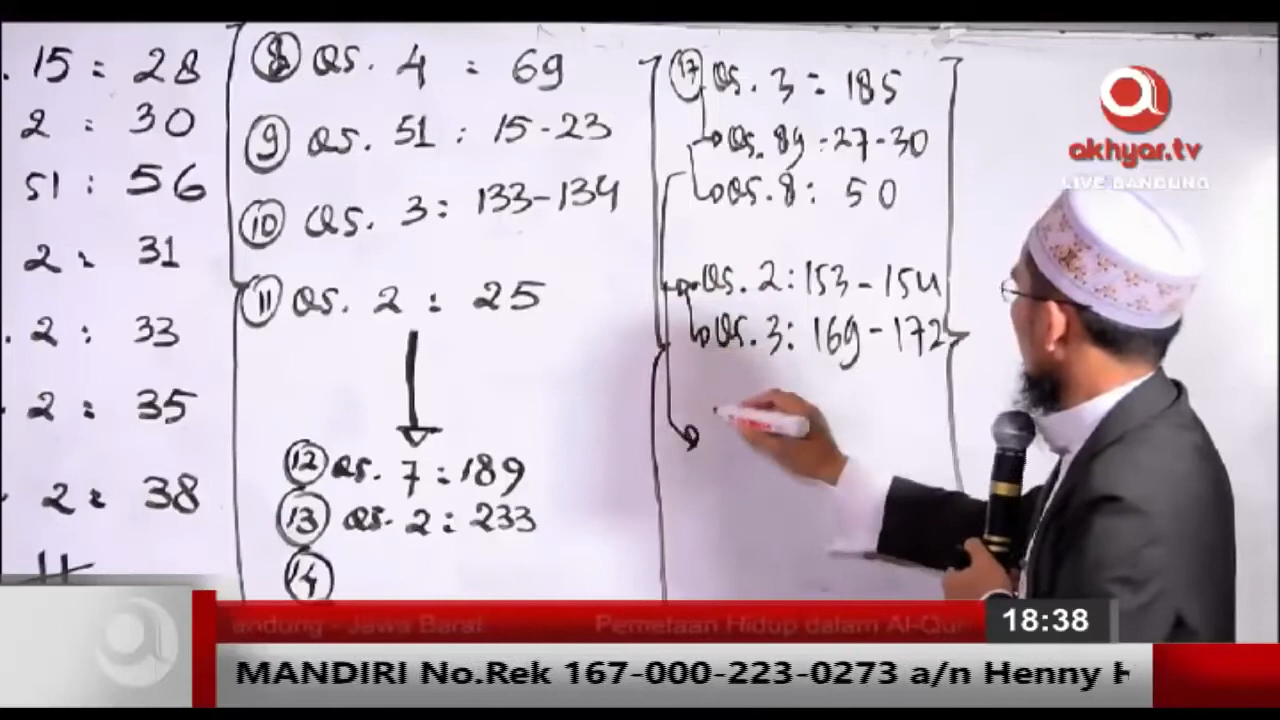 . 15 : 28
2 : 30
51 : 56
2 : 31
. 2 : 33
2 : 35
2 : 38
⑧ QS. 4 : 69
⑨ QS. 51 : 15-23
⑩ QS. 3 : 133-134
⑪ QS. 2 : 25
⑫ QS. 7 : 189
⑬ QS. 2 : 233
⑭
⑰ QS. 3 : 185
QS. 89 : 27-30
QS. 8 : 50
QS. 2 : 153-154
QS. 3 : 169-172
akhyar.tv
LIVE BANDUNG
andung - Jawa Barat Pemetaan Hidup dalam Al-Qur
18:38
MANDIRI No.Rek 167-000-223-0273 a/n Henny H